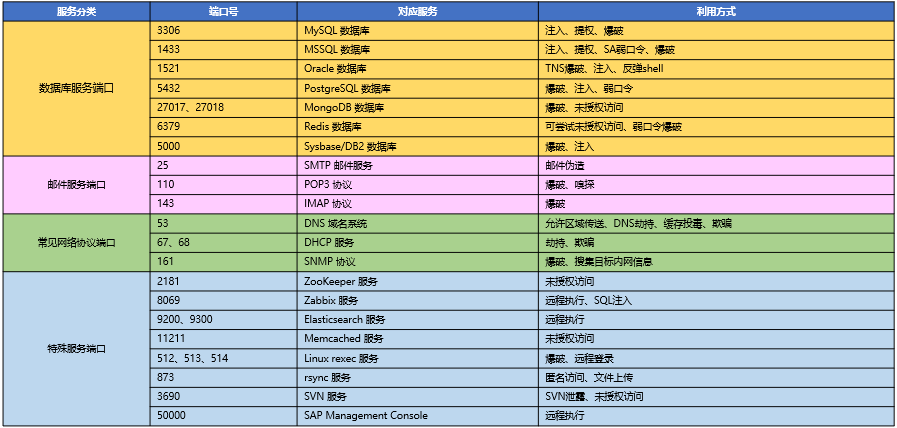 服务分类 端口号 对应服务 利用方式
数据库服务端口
3306 MySQL 数据库 注入、提权、爆破
1433 MSSQL 数据库 注入、提权、SA弱口令、爆破
1521 Oracle 数据库 TNS爆破、注入、反弹shell
5432 PostgreSQL 数据库 爆破、注入、弱口令
27017、27018 MongoDB 数据库 爆破、未授权访问
6379 Redis 数据库 可尝试未授权访问、弱口令爆破
5000 Sysbase/DB2 数据库 爆破、注入
邮件服务端口
25 SMTP 邮件服务 邮件伪造
110 POP3 协议 爆破、嗅探
143 IMAP 协议 爆破
常见网络协议端口
53 DNS 域名系统 允许区域传送、DNS劫持、缓存投毒、欺骗
67、68 DHCP 服务 劫持、欺骗
161 SNMP 协议 爆破、搜集目标内网信息
特殊服务端口
2181 ZooKeeper 服务 未授权访问
8069 Zabbix 服务 远程执行、SQL注入
9200、9300 Elasticsearch 服务 远程执行
11211 Memcached 服务 未授权访问
512、513、514 Linux rexec 服务 爆破、远程登录
873 rsync 服务 匿名访问、文件上传
3690 SVN 服务 SVN泄露、未授权访问
50000 SAP Management Console 远程执行